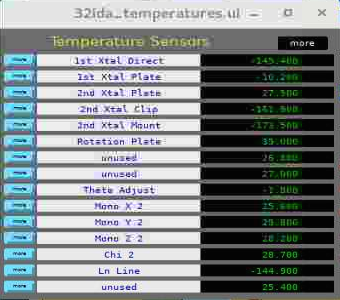 32ida_temperatures.ui
Temperature Sensors more
more 1st Xtal Direct -145.400
more 1st Xtal Plate -10.200
more 2nd Xtal Plate 27.500
more 2nd Xtal Clip -161.900
more 2nd Xtal Mount -173.500
more Rotation Plate 35.000
more unused 26.800
more unused 27.000
more Theta Adjust -1.800
more Mono X 2 25.600
more Mono Y 2 29.800
more Mono Z 2 28.200
more Chi 2 28.700
more Ln Line -144.900
more unused 25.400